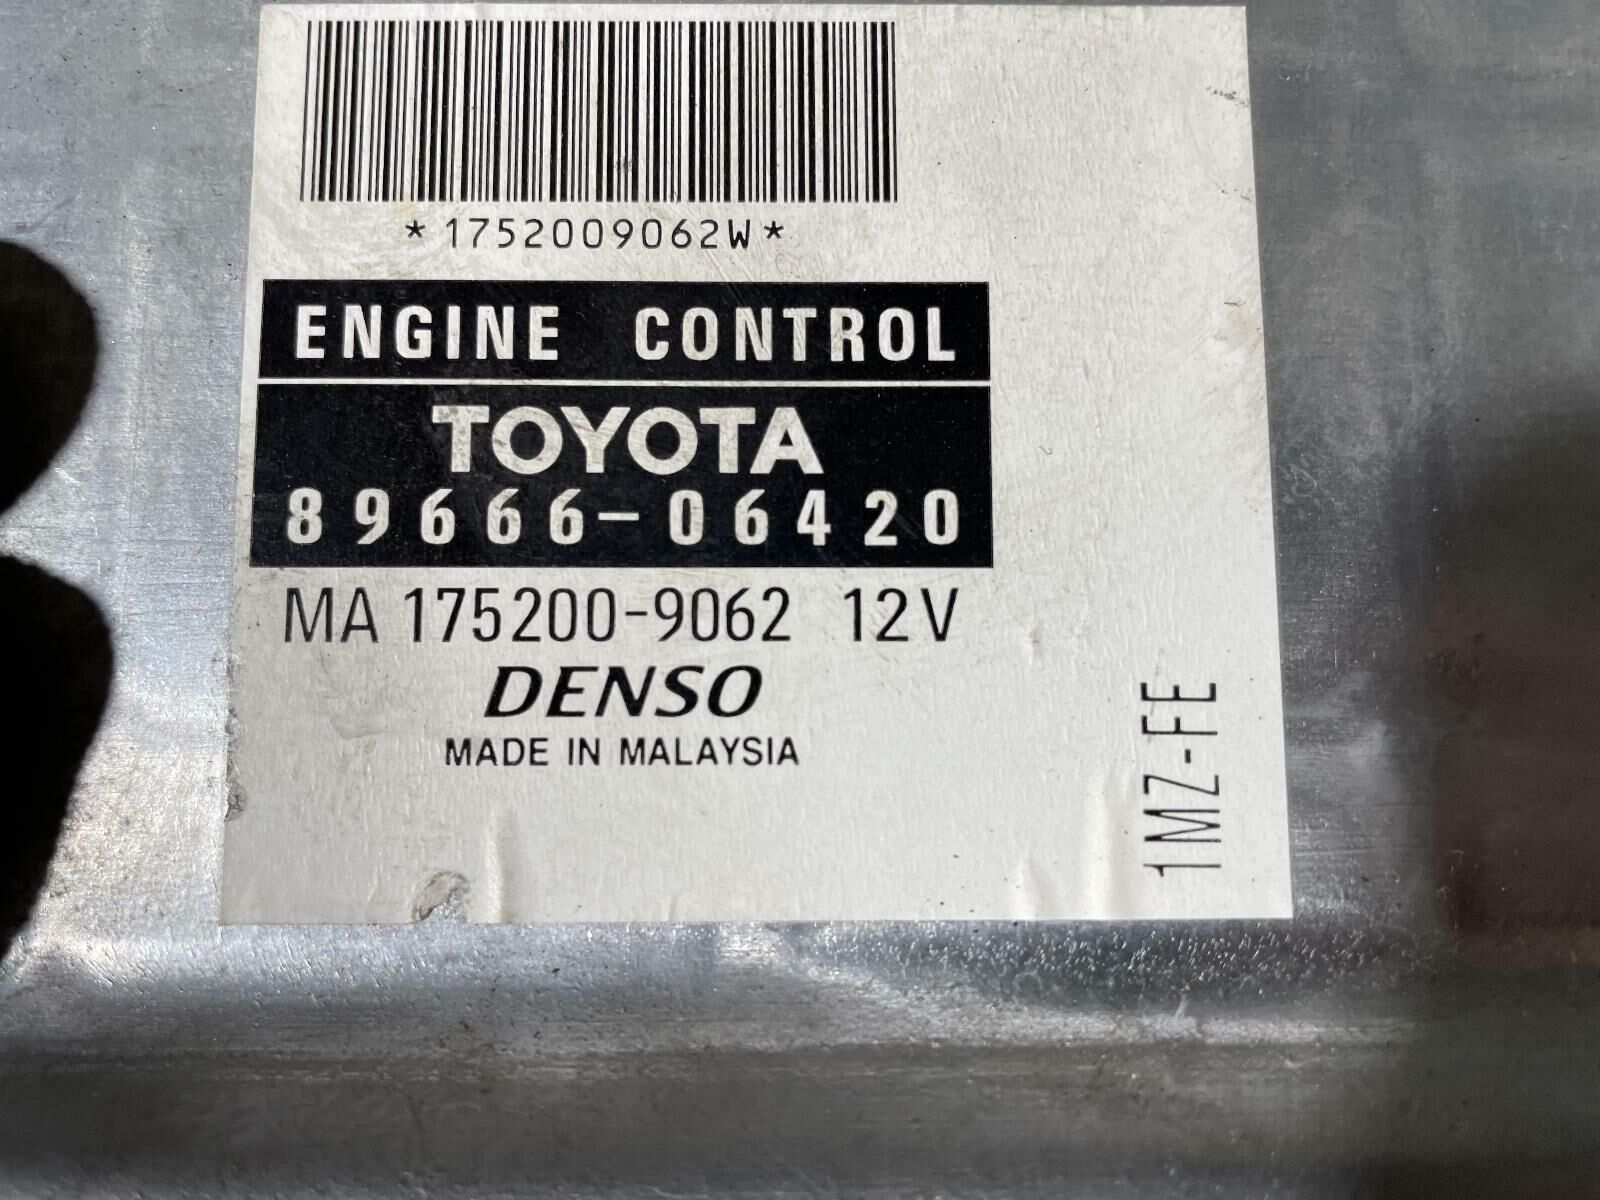 *1752009062W*
ENGINE CONTROL
TOYOTA
89666-06420
MA 175200-9062 12V
DENSO
MADE IN MALAYSIA
1MZ-FE